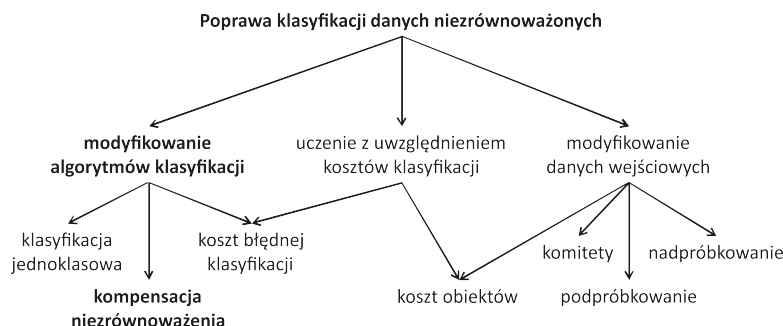 Poprawa klasyfikacji danych niezrównoważonych
modyfikowanie
algorytmów klasyfikacji
uczenie z uwzględnieniem
kosztów klasyfikacji
modyfikowanie
danych wejściowych
klasyfikacja
jednoklasowa
koszt błędnej
klasyfikacji
komitety
nadpróbkowanie
kompensacja
niezrównoważenia
koszt obiektów
podpróbkowanie